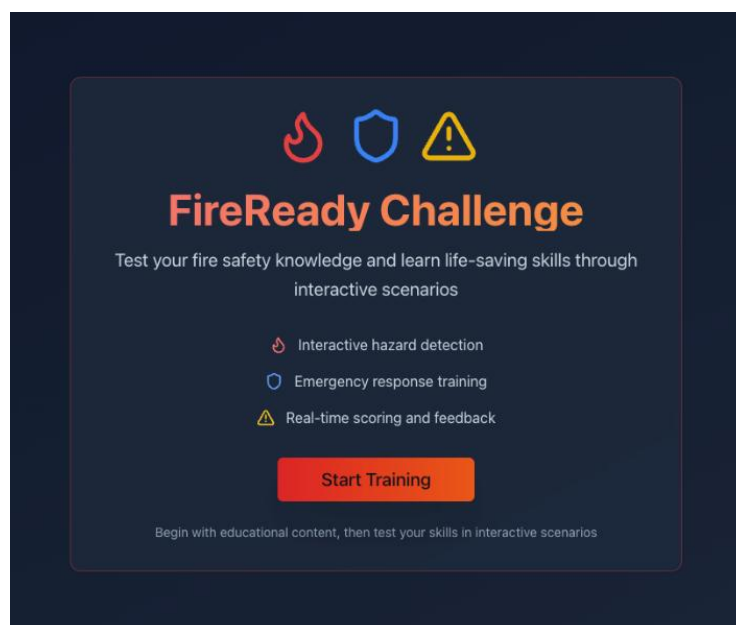 FireReady Challenge
Test your fire safety knowledge and learn life-saving skills through
interactive scenarios
Interactive hazard detection
Emergency response training
Real-time scoring and feedback
Start Training
Begin with educational content, then test your skills in interactive scenarios